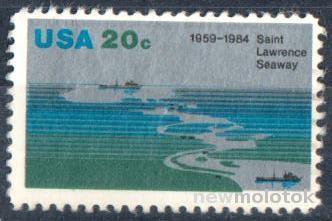 USA 20c
1959-1984 Saint
Lawrence
Seaway
newmolotok